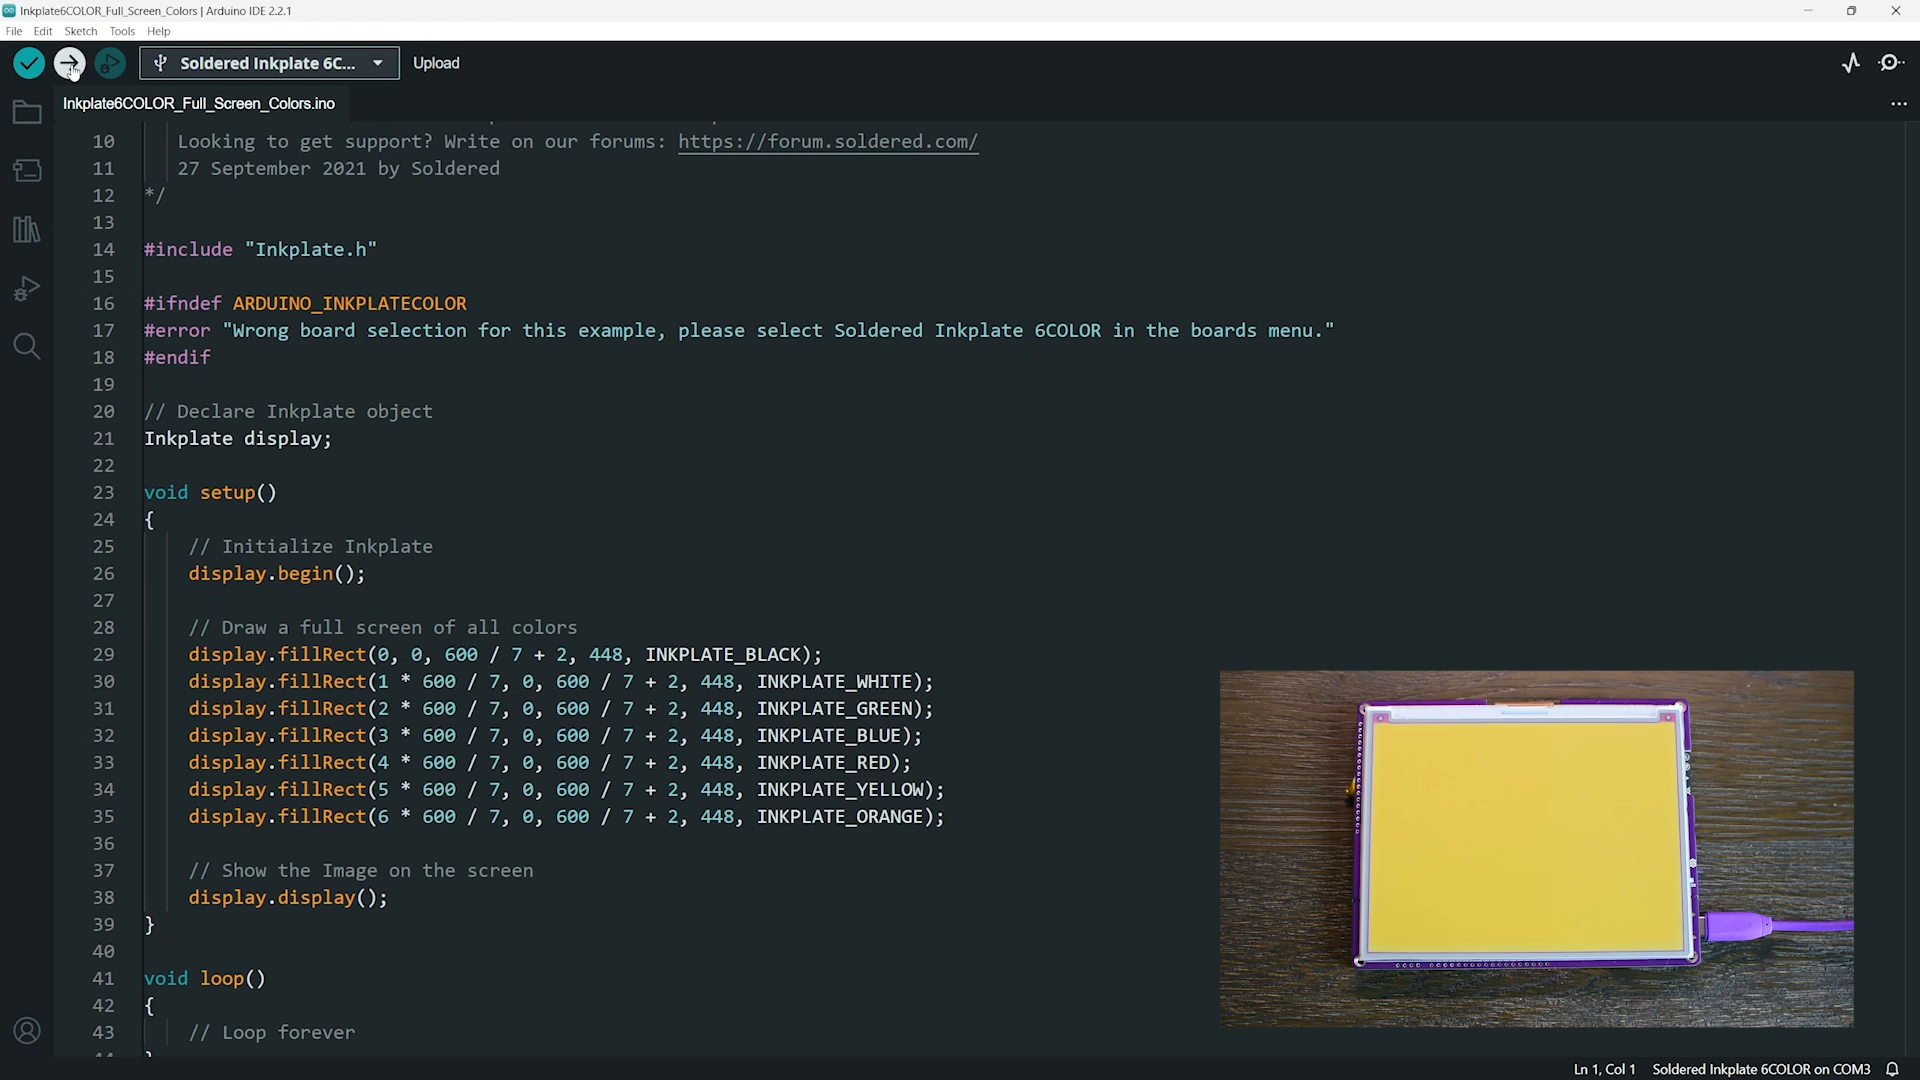 Inkplate6COLOR_Full_Screen_Colors | Arduino IDE 2.2.1
File Edit Sketch Tools Help
Soldered Inkplate 6C... Upload
Inkplate6COLOR_Full_Screen_Colors.ino
10 Looking to get support? Write on our forums: https://forum.soldered.com/
11 27 September 2021 by Soldered
12 */
13
14 #include "Inkplate.h"
15
16 #ifndef ARDUINO_INKPLATECOLOR
17 #error "Wrong board selection for this example, please select Soldered Inkplate 6COLOR in the boards menu."
18 #endif
19
20 // Declare Inkplate object
21 Inkplate display;
22
23 void setup()
24 {
25 // Initialize Inkplate
26 display.begin();
27
28 // Draw a full screen of all colors
29 display.fillRect(0, 0, 600 / 7 + 2, 448, INKPLATE_BLACK);
30 display.fillRect(1 * 600 / 7, 0, 600 / 7 + 2, 448, INKPLATE_WHITE);
31 display.fillRect(2 * 600 / 7, 0, 600 / 7 + 2, 448, INKPLATE_GREEN);
32 display.fillRect(3 * 600 / 7, 0, 600 / 7 + 2, 448, INKPLATE_BLUE);
33 display.fillRect(4 * 600 / 7, 0, 600 / 7 + 2, 448, INKPLATE_RED);
34 display.fillRect(5 * 600 / 7, 0, 600 / 7 + 2, 448, INKPLATE_YELLOW);
35 display.fillRect(6 * 600 / 7, 0, 600 / 7 + 2, 448, INKPLATE_ORANGE);
36
37 // Show the Image on the screen
38 display.display();
39 }
40
41 void loop()
42 {
43 // Loop forever
Ln 1, Col 1 Soldered Inkplate 6COLOR on COM3